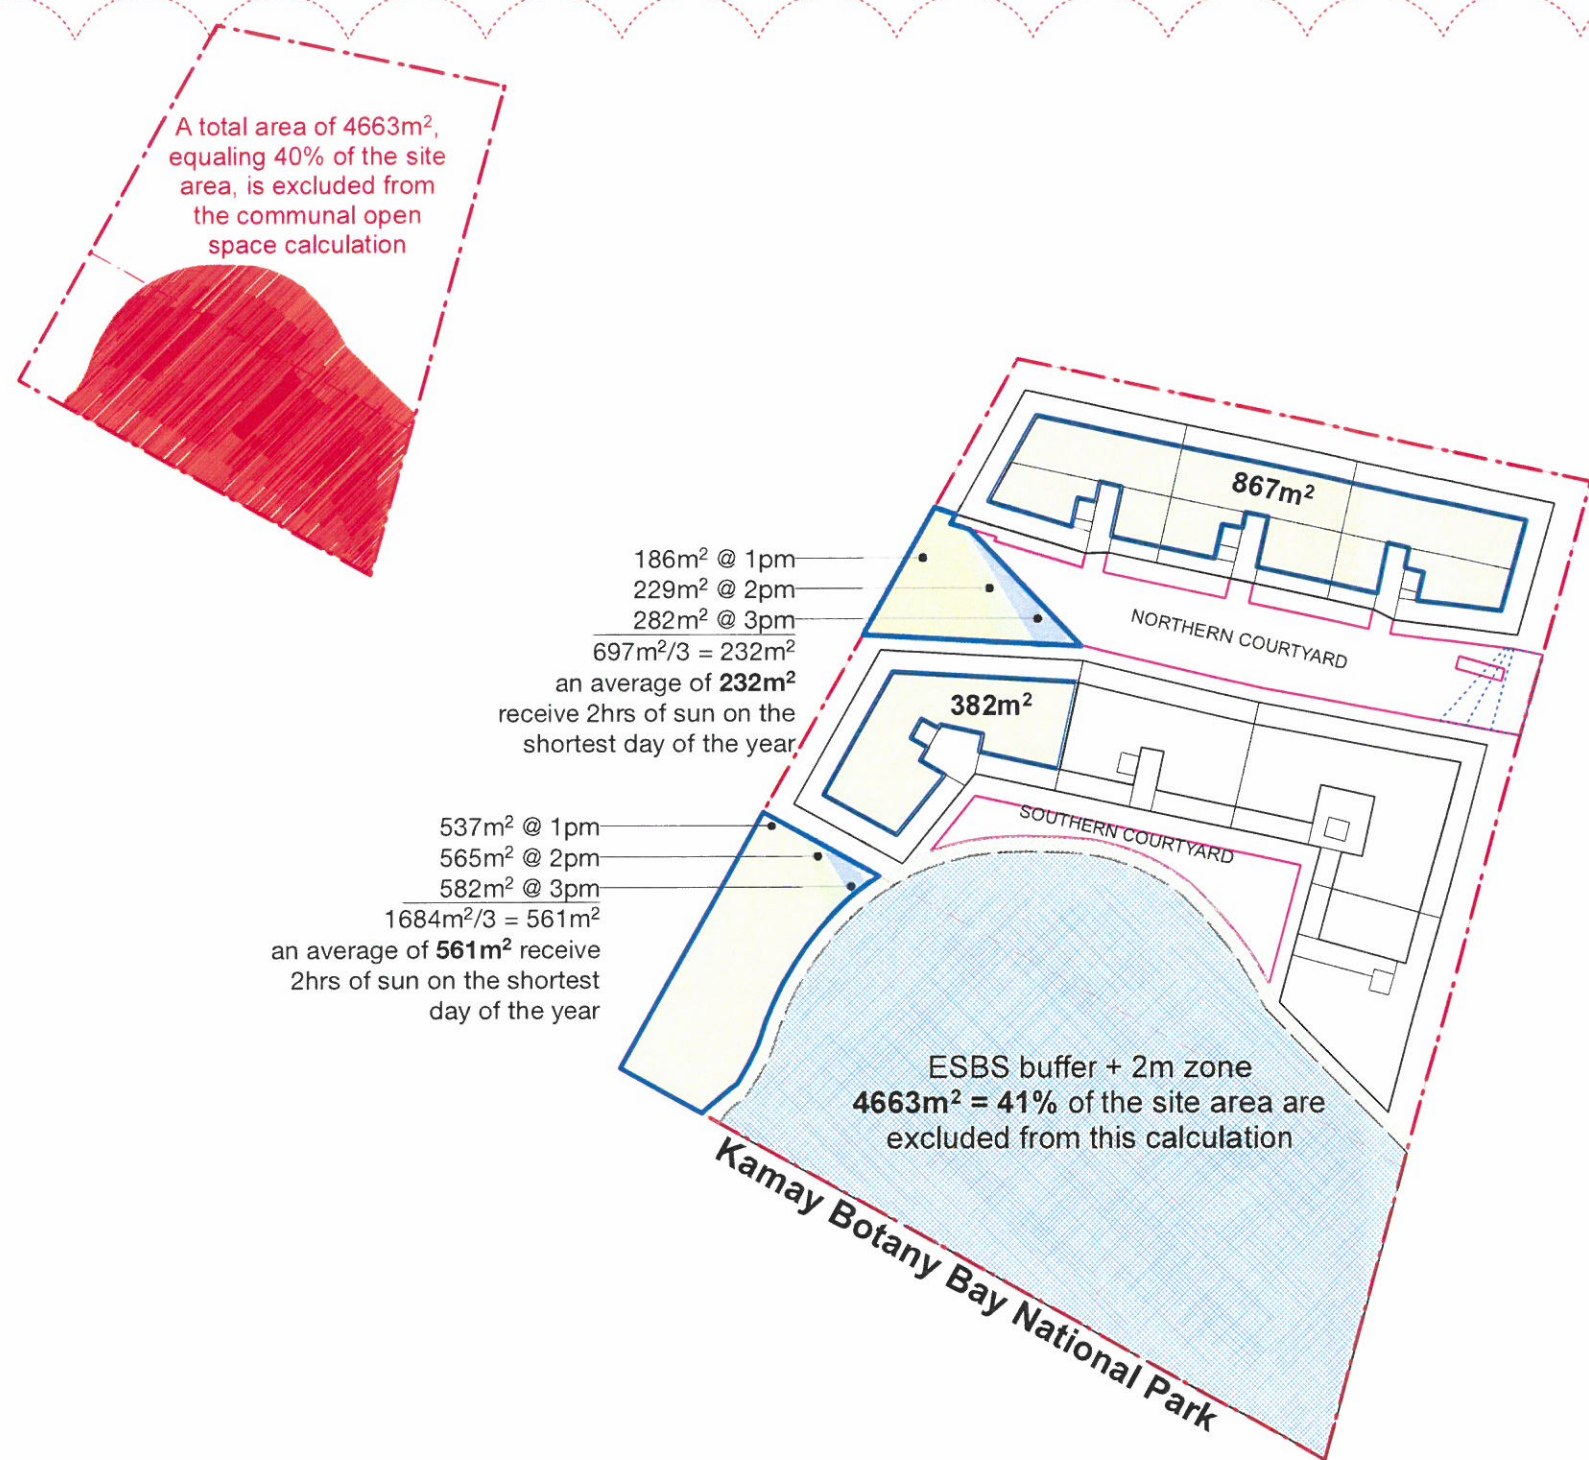 A total area of 4663m²,
equaling 40% of the site
area, is excluded from
the communal open
space calculation
867m²
186m² @ 1pm
229m² @ 2pm
282m² @ 3pm
697m²/3 = 232m²
an average of 232m²
receive 2hrs of sun on the
shortest day of the year
NORTHERN COURTYARD
382m²
SOUTHERN COURTYARD
537m² @ 1pm
565m² @ 2pm
582m² @ 3pm
1684m²/3 = 561m²
an average of 561m² receive
2hrs of sun on the shortest
day of the year
ESBS buffer + 2m zone
4663m² = 41% of the site area are
excluded from this calculation
Kamay Botany Bay National Park